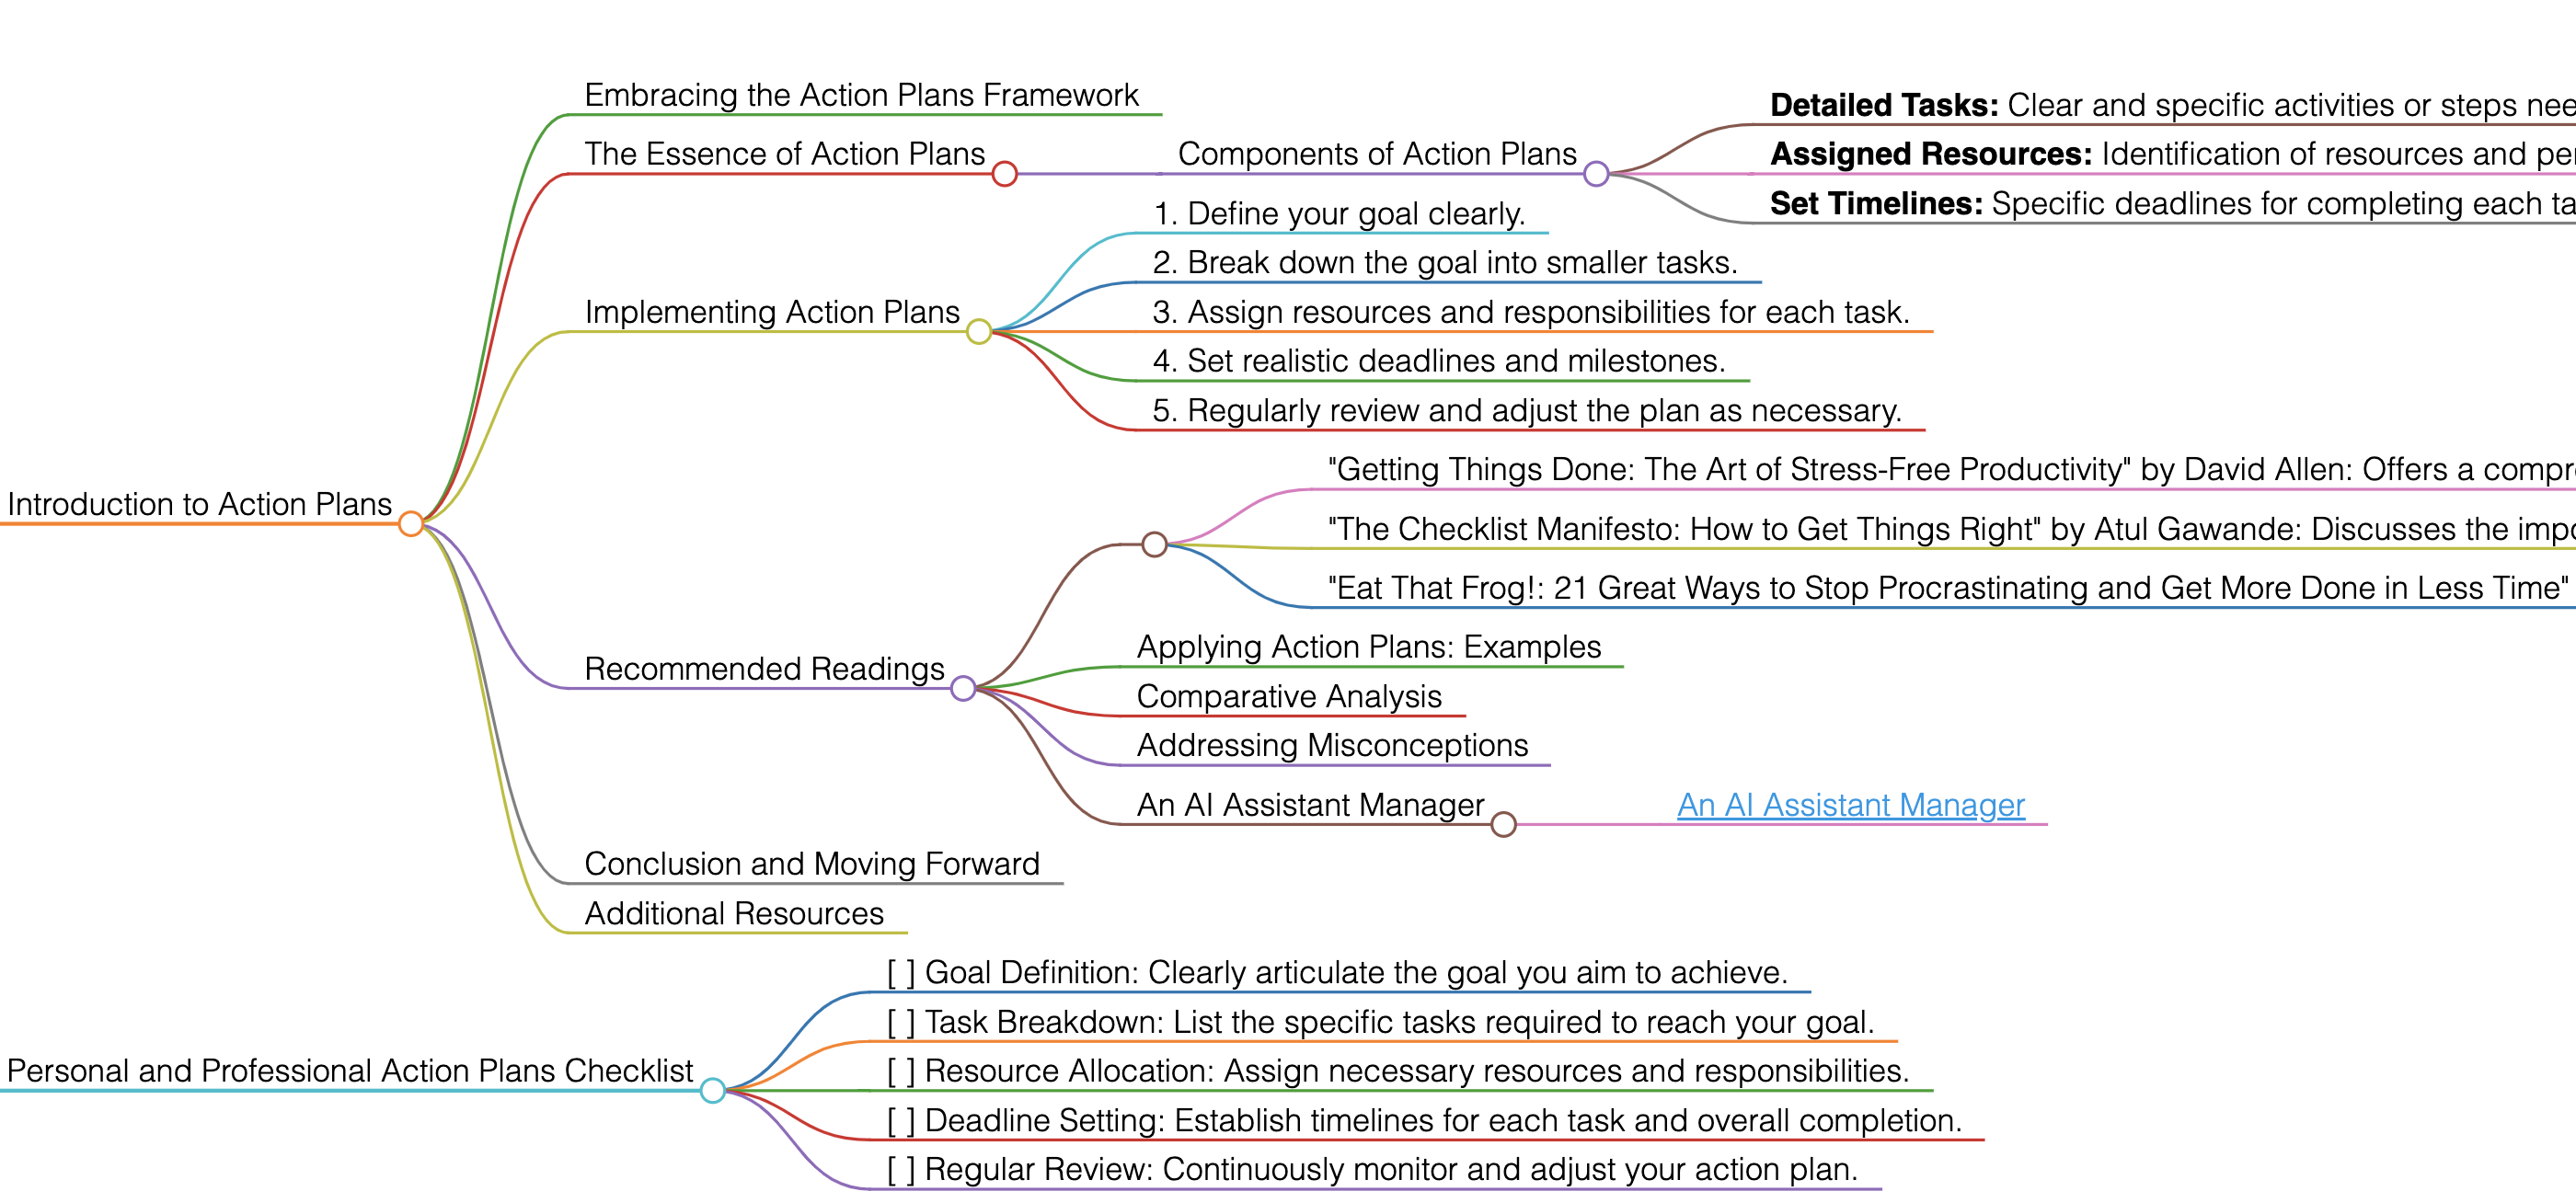 Embracing the Action Plans Framework
The Essence of Action Plans
Components of Action Plans
Detailed Tasks: Clear and specific activities or steps
Assigned Resources: Identification of resources and
Set Timelines: Specific deadlines for completing each
Implementing Action Plans
1. Define your goal clearly.
2. Break down the goal into smaller tasks.
3. Assign resources and responsibilities for each task.
4. Set realistic deadlines and milestones.
5. Regularly review and adjust the plan as necessary.
Introduction to Action Plans
Recommended Readings
"Getting Things Done: The Art of Stress-Free Productivity" by David Allen: Offers a
"The Checklist Manifesto: How to Get Things Right" by Atul Gawande: Discusses the
"Eat That Frog!: 21 Great Ways to Stop Procrastinating and Get More Done in Less Time"
Applying Action Plans: Examples
Comparative Analysis
Addressing Misconceptions
An AI Assistant Manager
An AI Assistant Manager
Conclusion and Moving Forward
Additional Resources
Personal and Professional Action Plans Checklist
[ ] Goal Definition: Clearly articulate the goal you aim to achieve.
[ ] Task Breakdown: List the specific tasks required to reach your goal.
[ ] Resource Allocation: Assign necessary resources and responsibilities.
[ ] Deadline Setting: Establish timelines for each task and overall completion.
[ ] Regular Review: Continuously monitor and adjust your action plan.